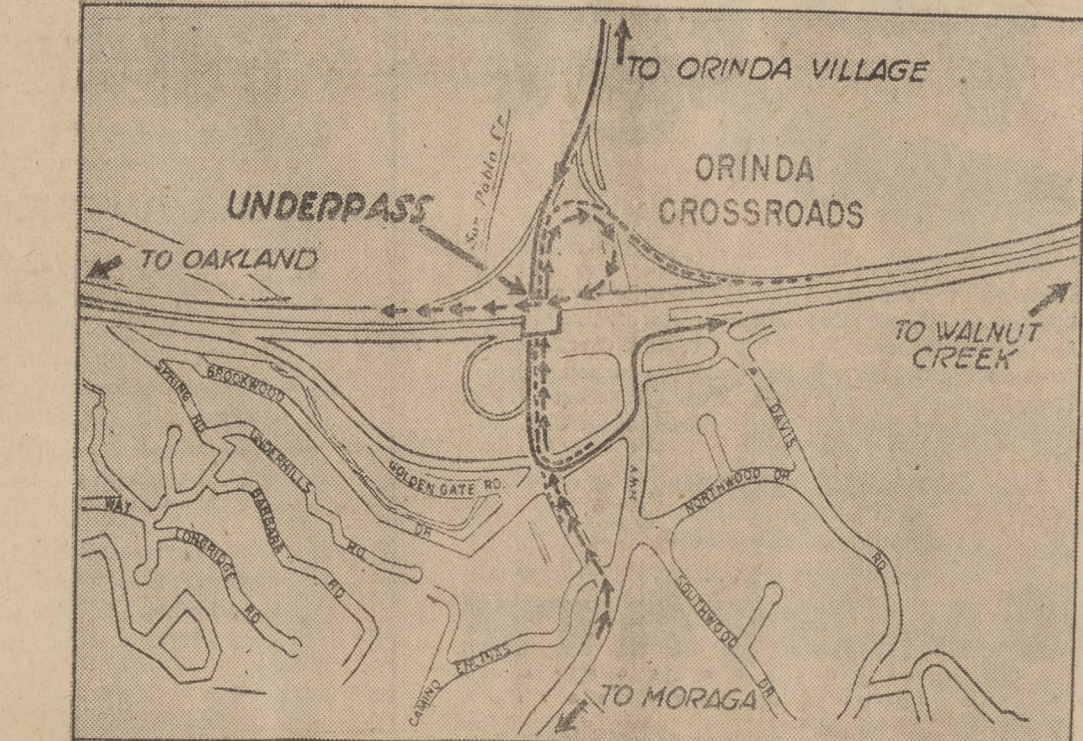 TO ORINDA VILLAGE
San Pablo Cr.
ORINDA
CROSSROADS
UNDERPASS
TO OAKLAND
TO WALNUT
CREEK
SPRING RD
BROOKWOOD
DR
UNDERHILLS
RD
GOLDEN GATE RD.
HWY
DAVIS
RD
NORTHWOOD DR
WAY
BARBARA
RD
LONGRIDGE
RD
SOUTHWOOD
DR
CAMINO
ENCINAS
TO MORAGA